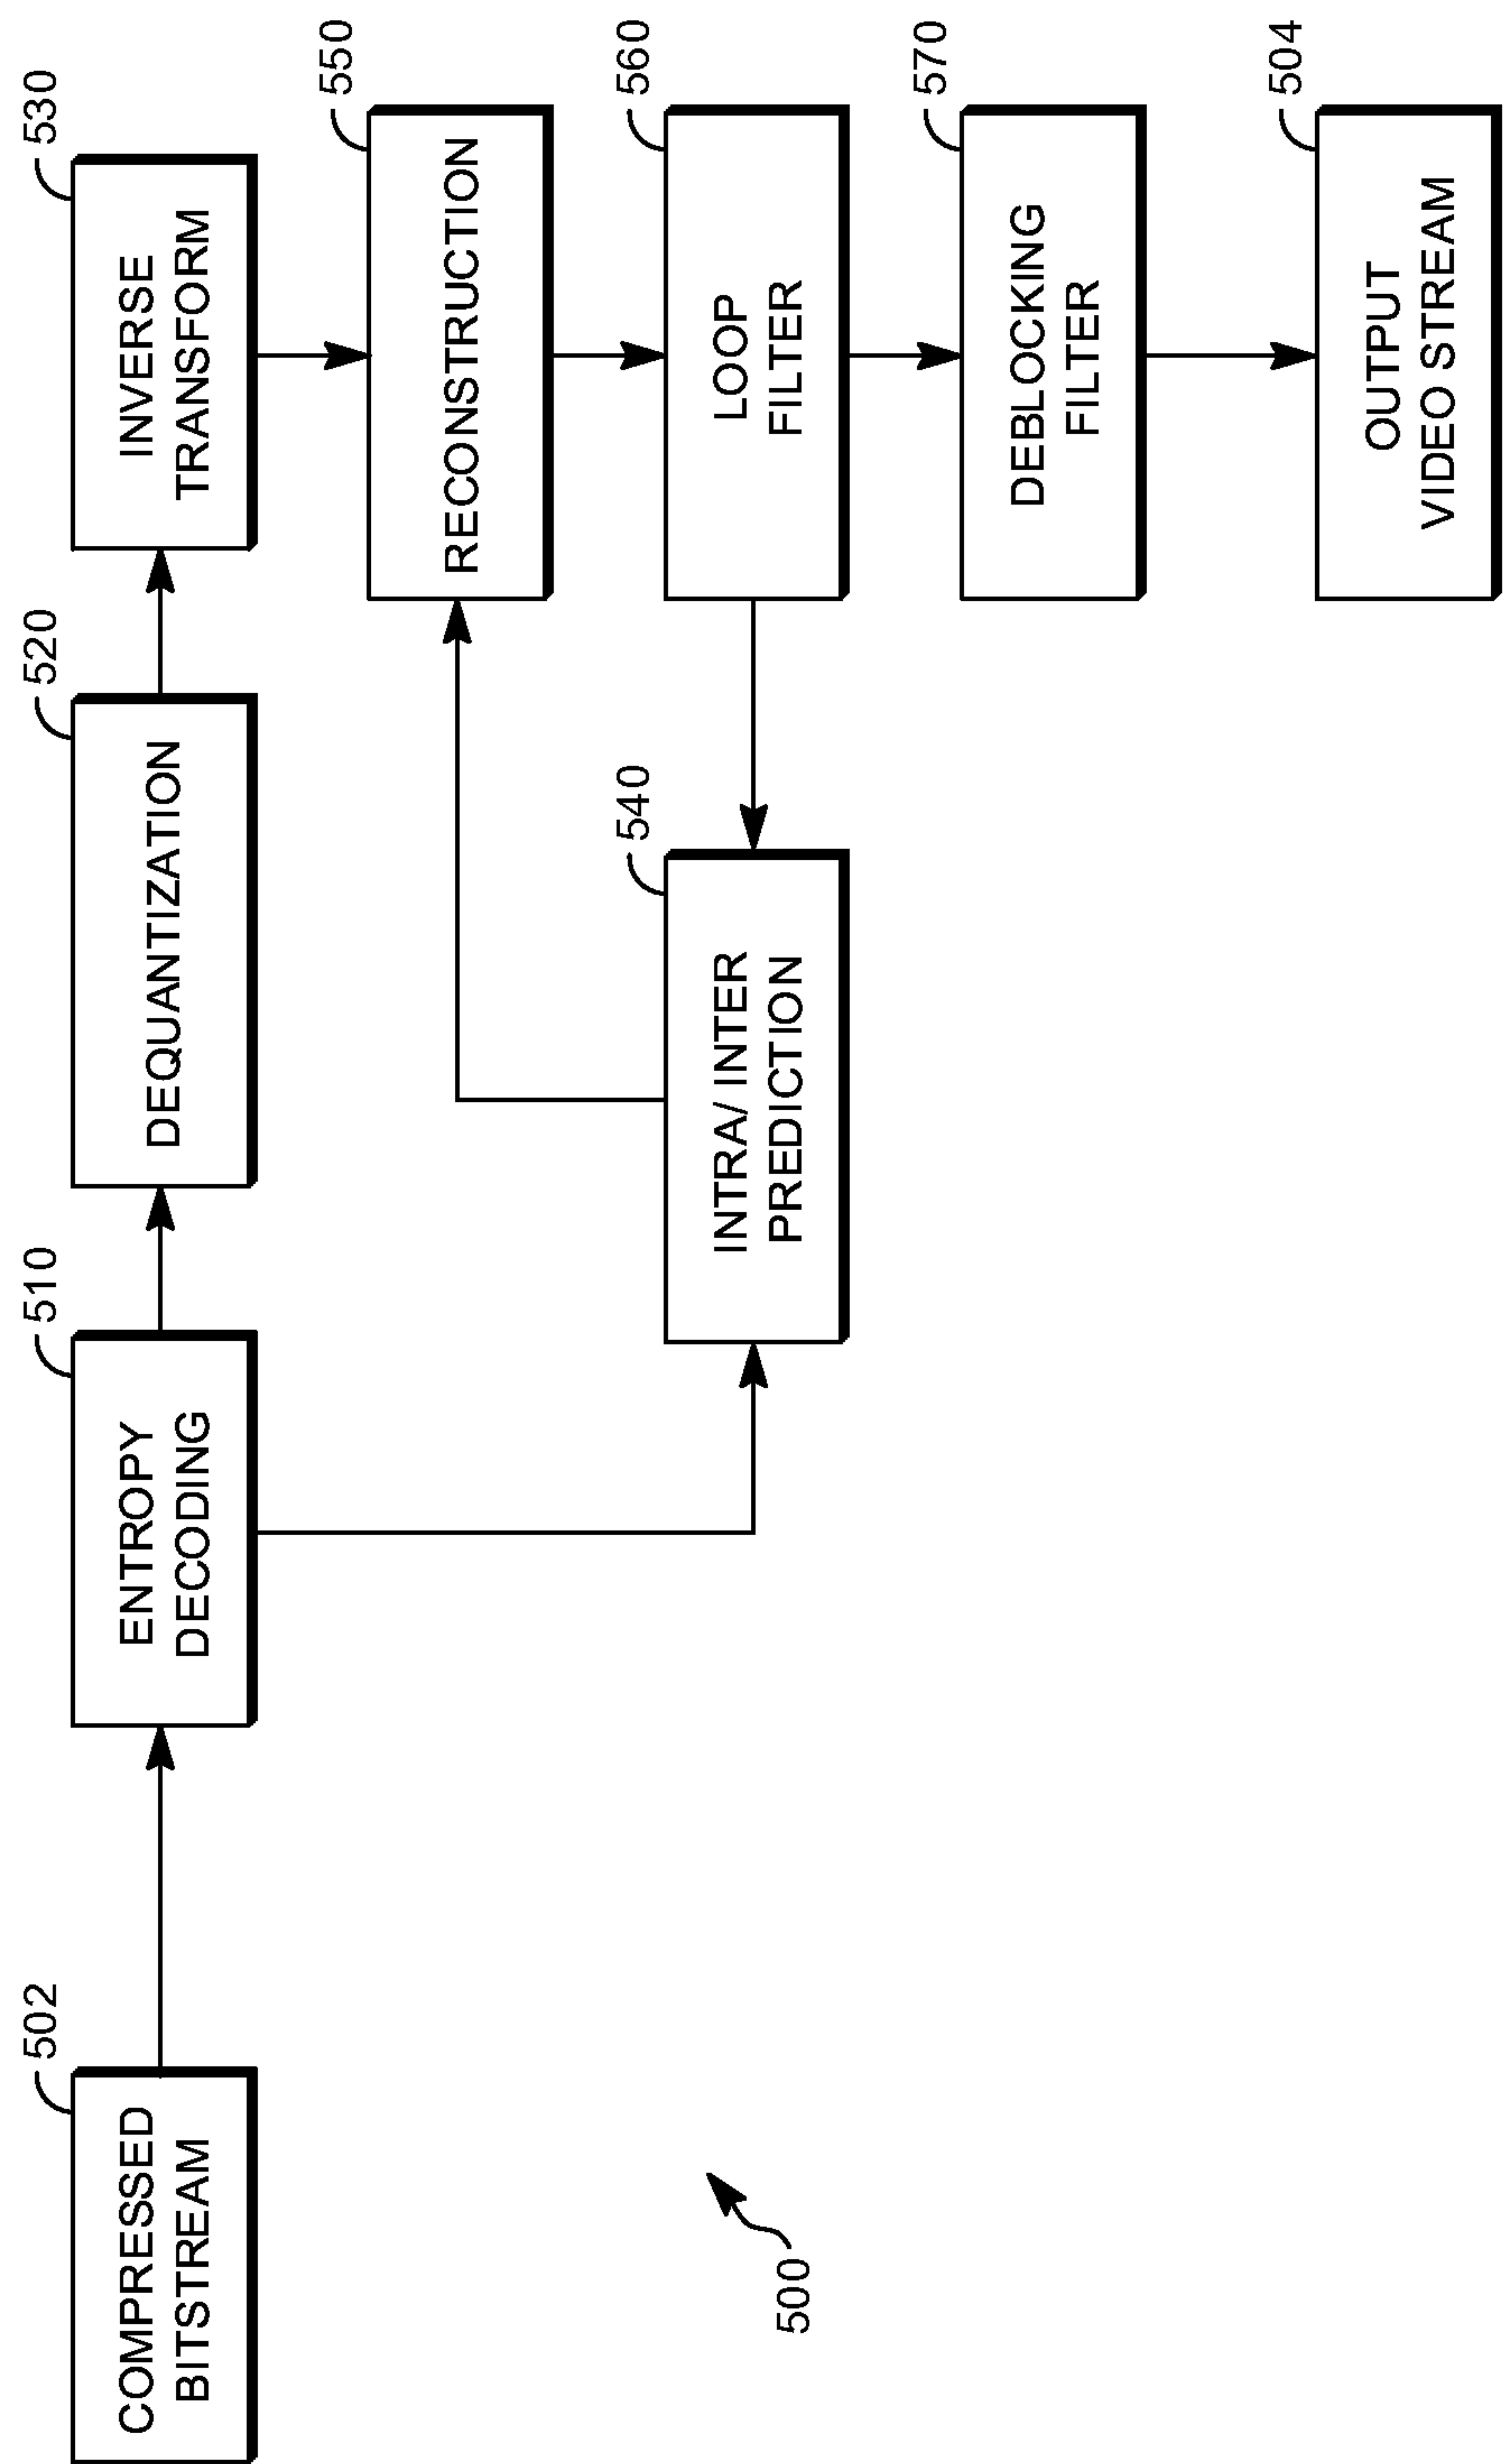 502
COMPRESSED
BITSTREAM
510
ENTROPY
DECODING
520
DEQUANTIZATION
530
INVERSE
TRANSFORM
550
RECONSTRUCTION
540
INTRA/ INTER
PREDICTION
560
LOOP
FILTER
570
DEBLOCKING
FILTER
504
OUTPUT
VIDEO STREAM
500